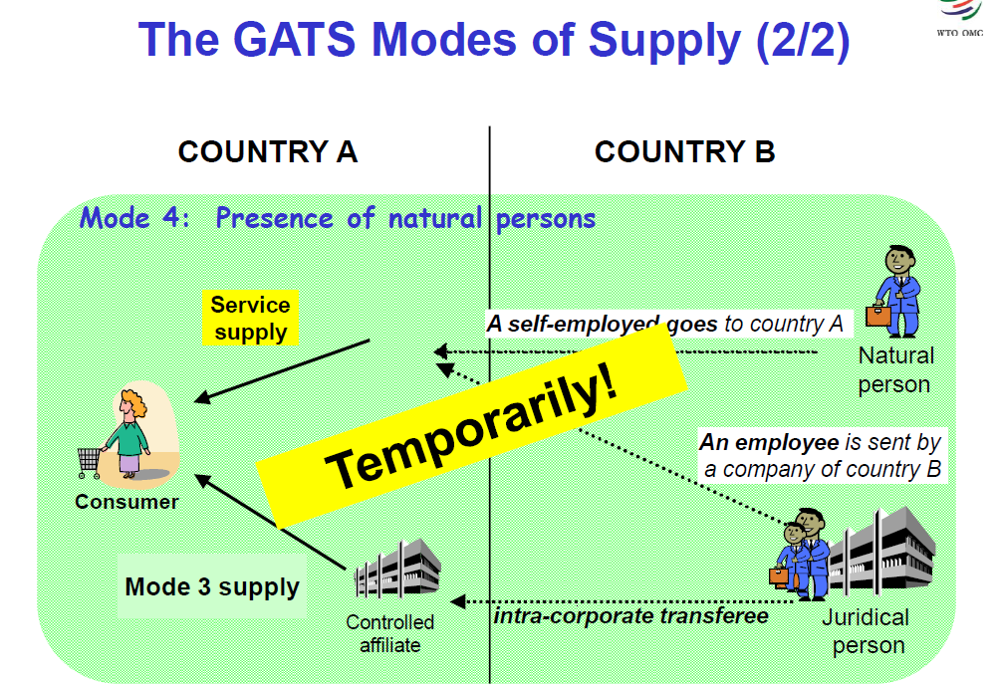 The GATS Modes of Supply (2/2)
WTO OMC
COUNTRY A
COUNTRY B
Mode 4: Presence of natural persons
Service
supply
A self-employed goes to country A
Natural
person
Temporarily!
An employee is sent by
a company of country B
Consumer
Mode 3 supply
Controlled
affiliate
intra-corporate transferee
Juridical
person